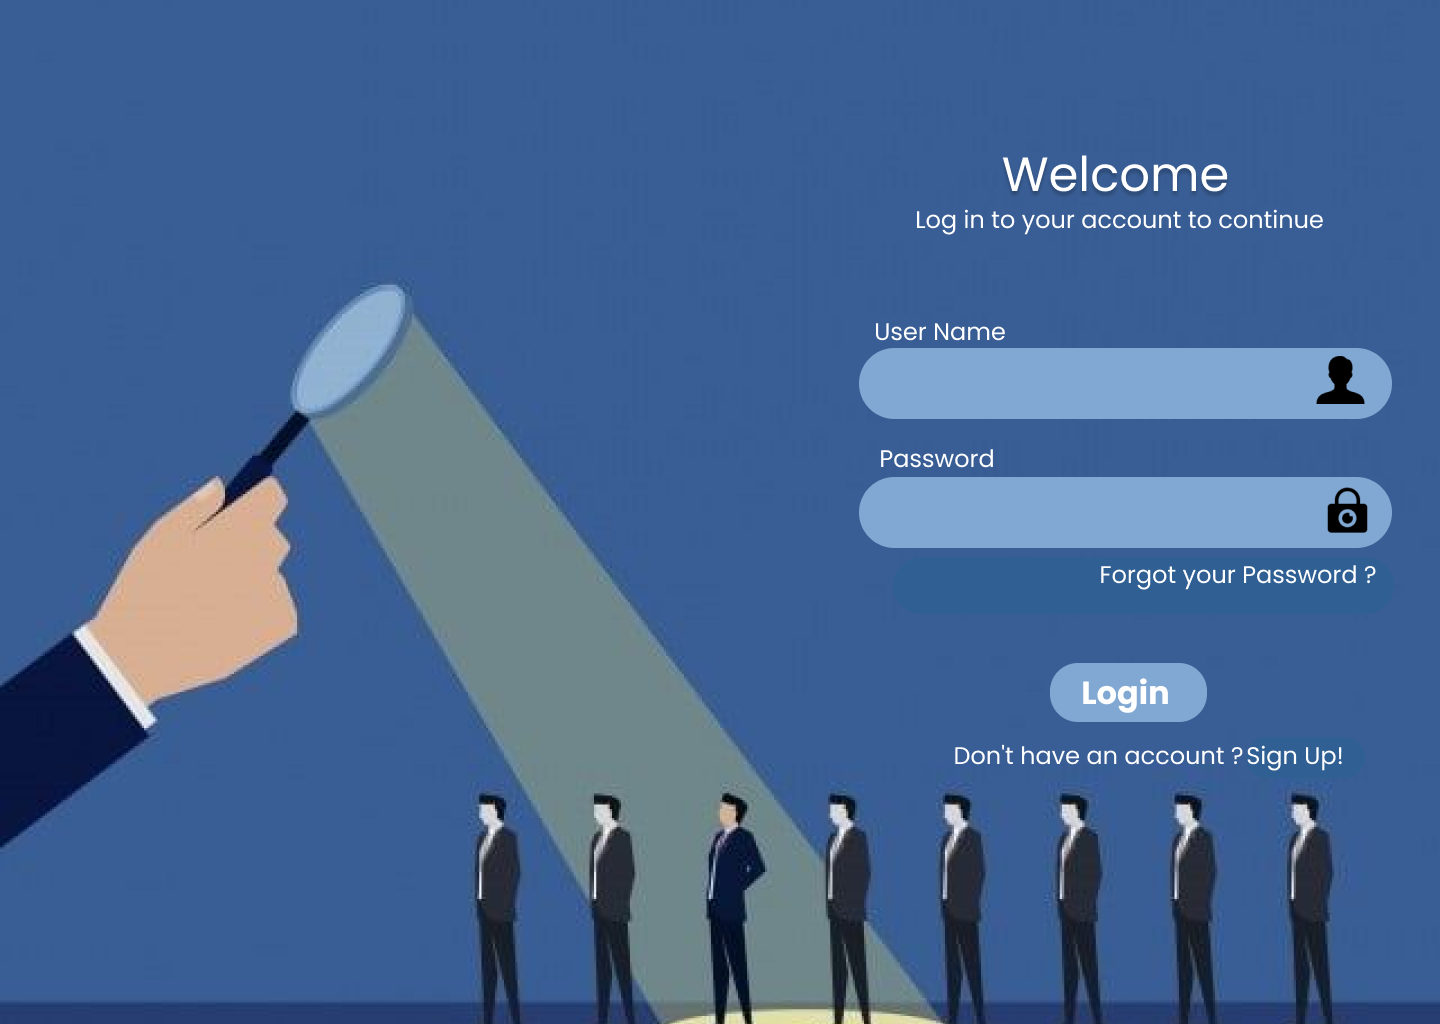 Welcome
Log in to your account to continue
User Name
Password
Forgot your Password ?
Login
Don't have an account ? Sign Up!